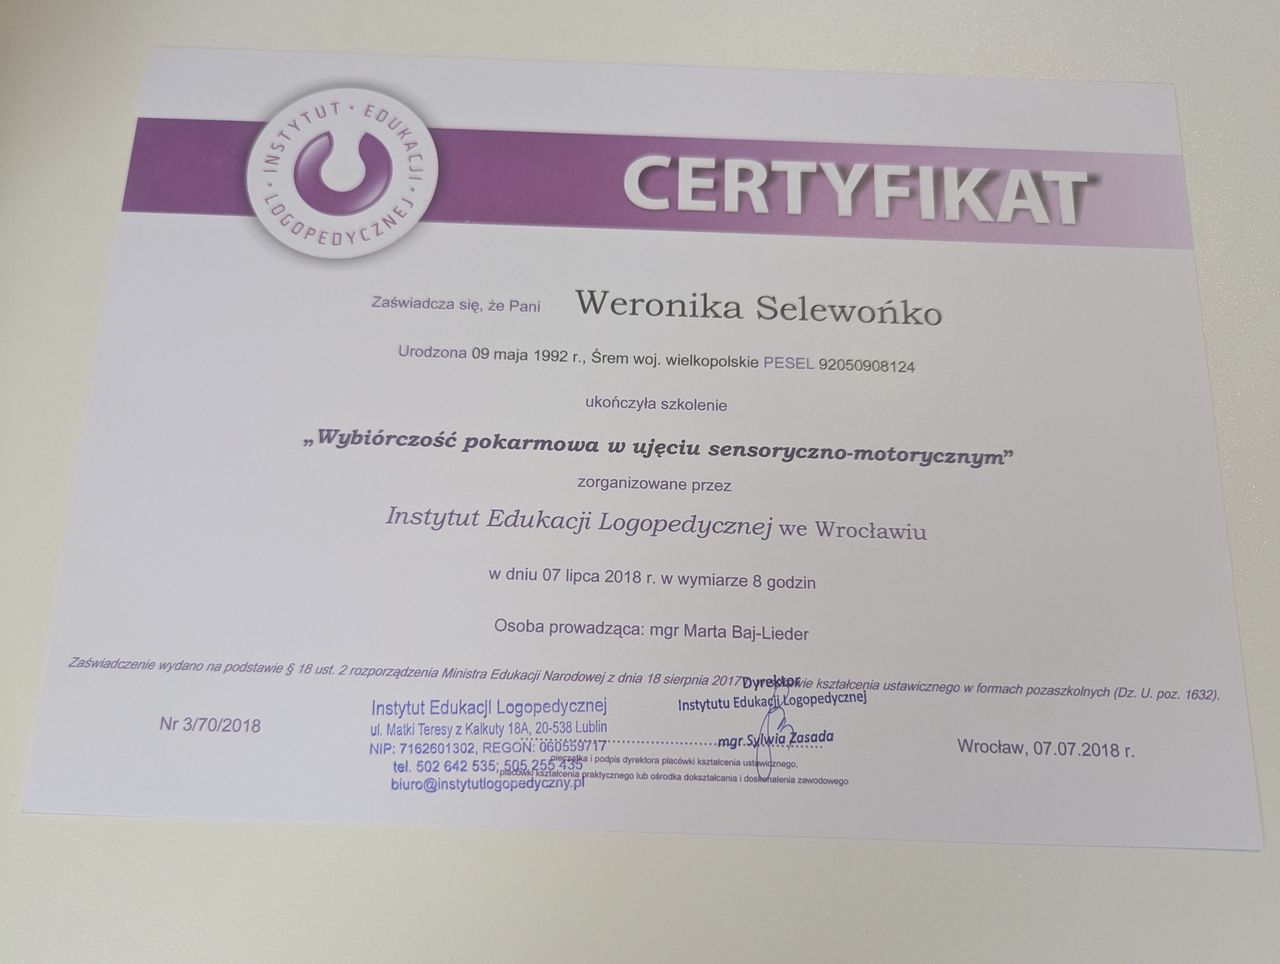 INSTYTUT · EDUKACJI · LOGOPEDYCZNEJ ·
CERTYFIKAT
Zaświadcza się, że Pani Weronika Selewońko
Urodzona 09 maja 1992 r., Śrem woj. wielkopolskie PESEL 92050908124
ukończyła szkolenie
„Wybiórczość pokarmowa w ujęciu sensoryczno-motorycznym”
zorganizowane przez
Instytut Edukacji Logopedycznej we Wrocławiu
w dniu 07 lipca 2018 r. w wymiarze 8 godzin
Osoba prowadząca: mgr Marta Baj-Lieder
Zaświadczenie wydano na podstawie § 18 ust. 2 rozporządzenia Ministra Edukacji Narodowej z dnia 18 sierpnia 2017 kształcenia ustawicznego w formach pozaszkolnych (Dz. U. poz. 1632).
Nr 3/70/2018
Instytut Edukacji Logopedycznej
ul. Matki Teresy z Kalkuty 18A, 20-538 Lublin
NIP: 7162601302, REGON: 060559717
tel. 502 642 535; 505 255 435
biuro@instytutlogopedyczny.pl
Dyrektor
Instytutu Edukacji Logopedycznej
mgr Sylwia Zasada
pieczątka i podpis dyrektora placówki kształcenia ustawicznego,
placówki kształcenia praktycznego lub ośrodka dokształcania i doskonalenia zawodowego
Wrocław, 07.07.2018 r.